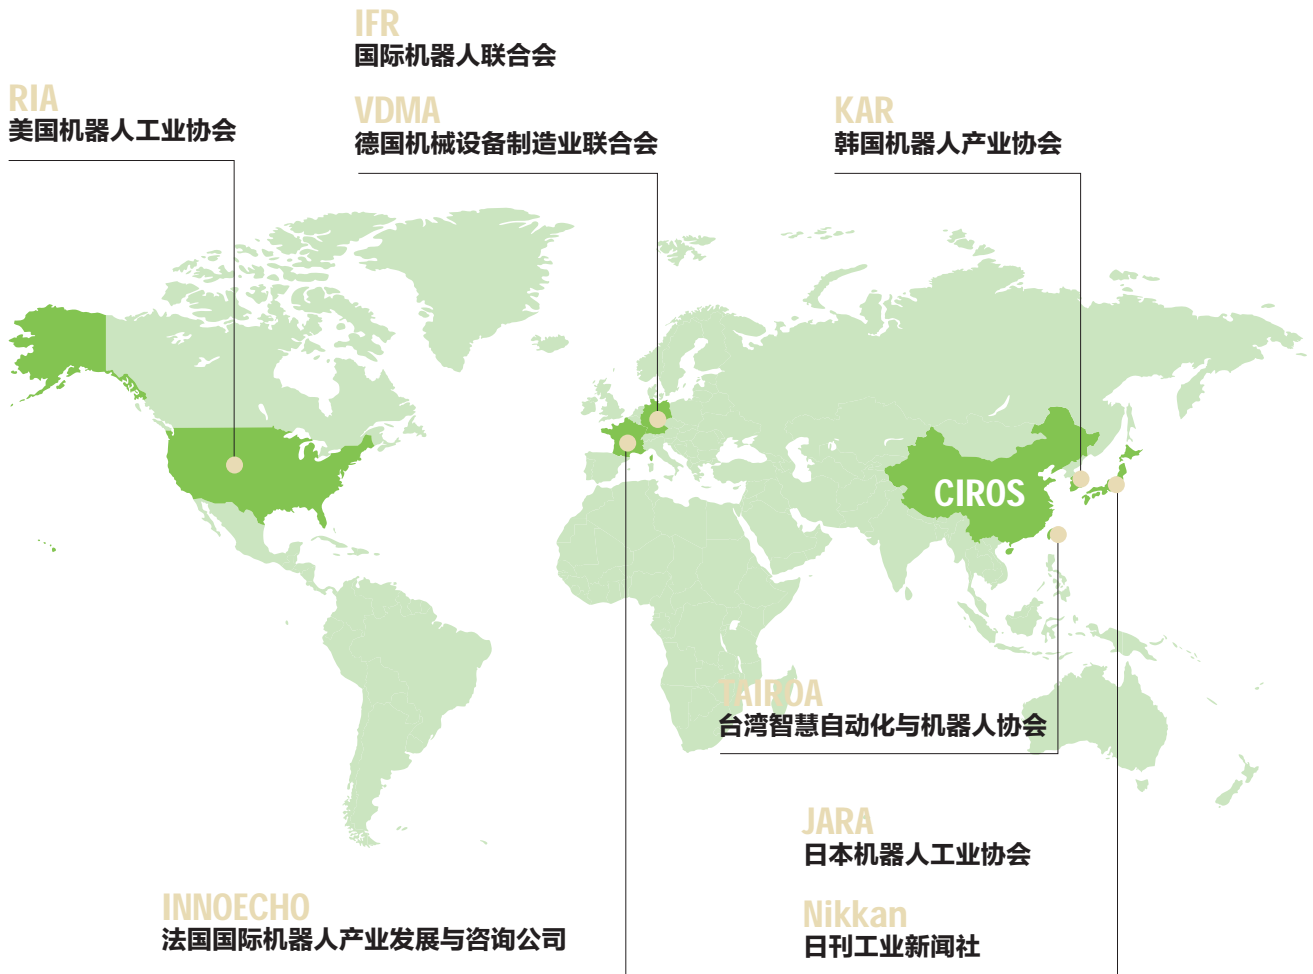 IFR
国际机器人联合会
RIA
美国机器人工业协会
VDMA
德国机械设备制造业联合会
KAR
韩国机器人产业协会
CIROS
TAIROA
台湾智慧自动化与机器人协会
JARA
日本机器人工业协会
INNOECHO
法国国际机器人产业发展与咨询公司
Nikkan
日刊工业新闻社